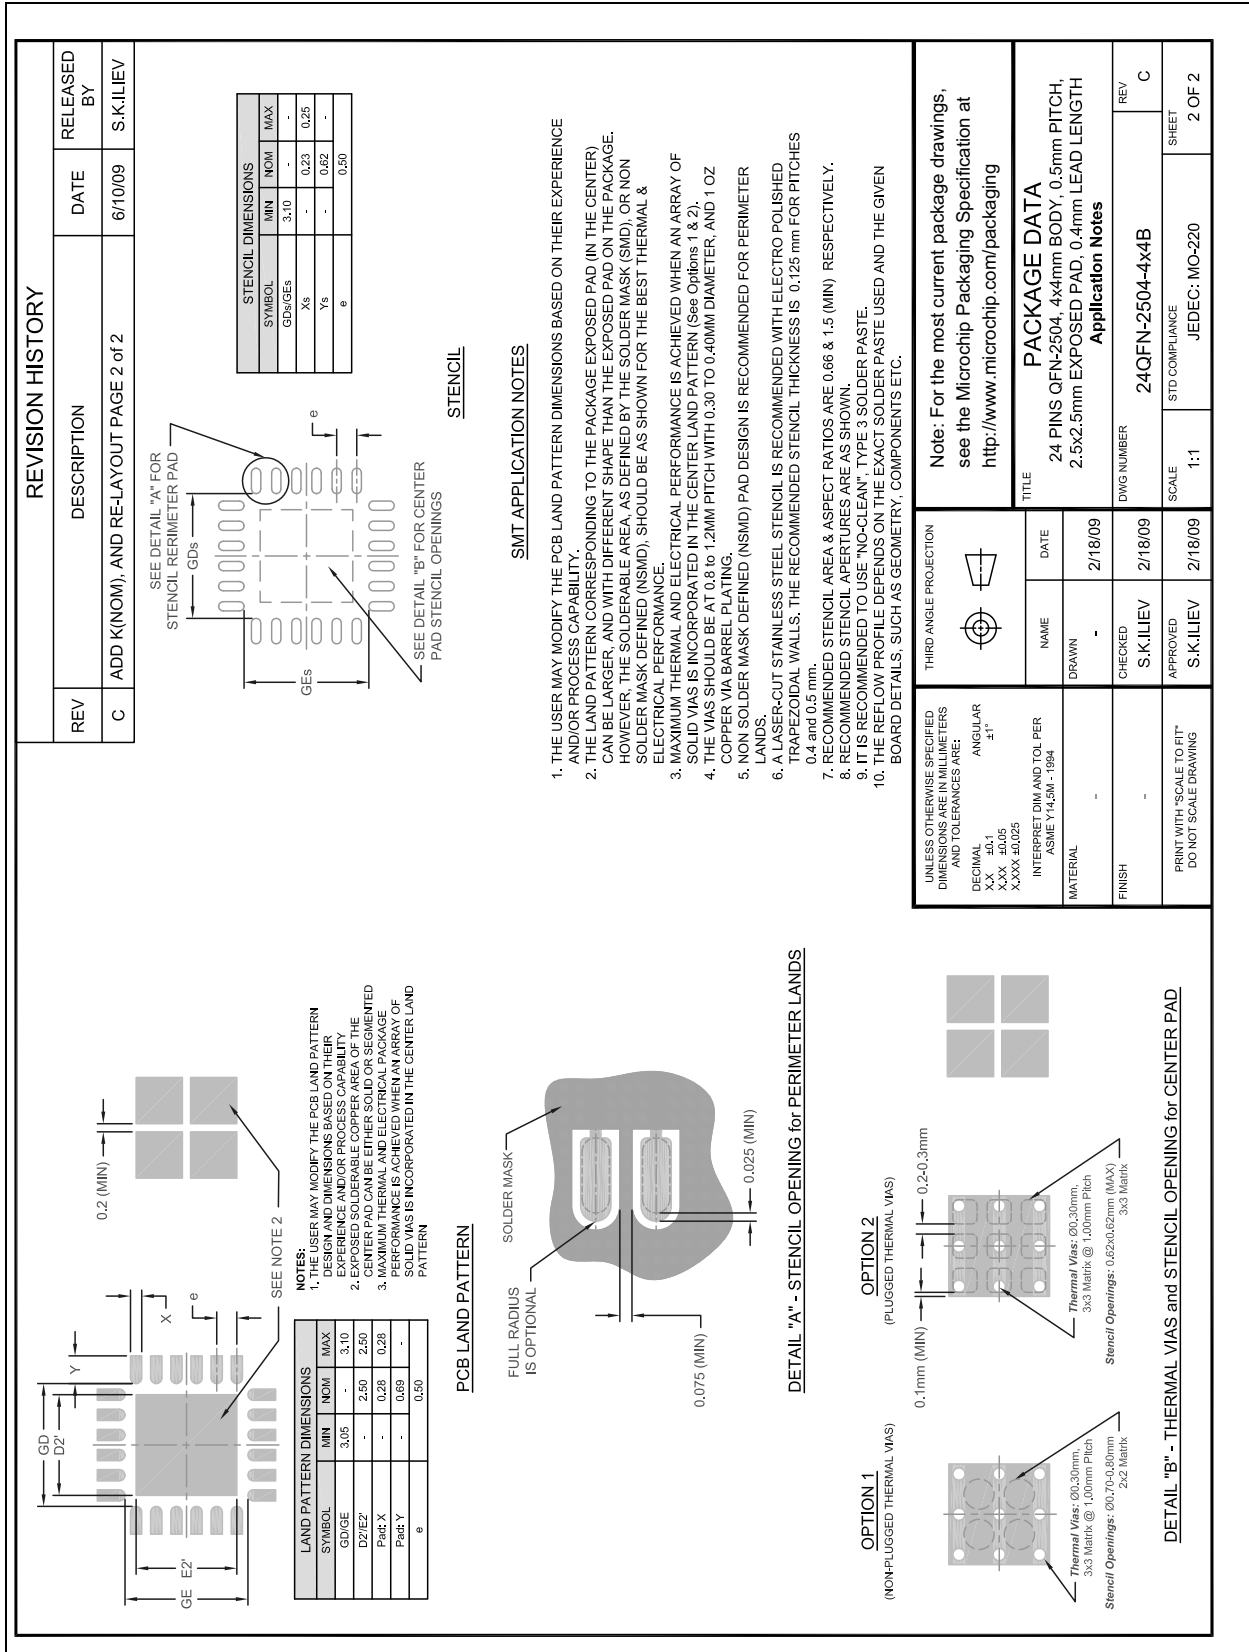 REVISION HISTORY
REV
DESCRIPTION
DATE
RELEASED
BY
C
ADD K(NOM), AND RE-LAYOUT PAGE 2 of 2
6/10/09
S.K.ILIEV
GD
D2'
Y
X
e
GE
E2'
0.2 (MIN)
SEE NOTE 2
LAND PATTERN DIMENSIONS
SYMBOL MIN NOM MAX
GD/GE 3.05 - 3.10
D2'/E2' - 2.50 2.50
Pad: X - 0.28 0.28
Pad: Y - 0.69 -
e 0.50
NOTES:
1. THE USER MAY MODIFY THE PCB LAND PATTERN
DESIGN AND DIMENSIONS BASED ON THEIR
EXPERIENCE AND/OR PROCESS CAPABILITY
2. EXPOSED SOLDERABLE COPPER AREA OF THE
CENTER PAD CAN BE EITHER SOLID OR SEGMENTED
3. MAXIMUM THERMAL AND ELECTRICAL PACKAGE
PERFORMANCE IS ACHIEVED WHEN AN ARRAY OF
SOLID VIAS IS INCORPORATED IN THE CENTER LAND
PATTERN
PCB LAND PATTERN
SEE DETAIL "A" FOR
STENCIL RERIMETER PAD
GDs
GEs
e
SEE DETAIL "B" FOR CENTER
PAD STENCIL OPENINGS
STENCIL DIMENSIONS
SYMBOL MIN NOM MAX
GDs/GEs 3.10 - -
Xs - 0.23 0.25
Ys - 0.62 -
e 0.50
STENCIL
SOLDER MASK
FULL RADIUS
IS OPTIONAL
0.075 (MIN)
0.025 (MIN)
DETAIL "A" - STENCIL OPENING for PERIMETER LANDS
SMT APPLICATION NOTES
1. THE USER MAY MODIFY THE PCB LAND PATTERN DIMENSIONS BASED ON THEIR EXPERIENCE
AND/OR PROCESS CAPABILITY.
2. THE LAND PATTERN CORRESPONDING TO THE PACKAGE EXPOSED PAD (IN THE CENTER)
CAN BE LARGER, AND WITH DIFFERENT SHAPE THAN THE EXPOSED PAD ON THE PACKAGE.
HOWEVER, THE SOLDERABLE AREA, AS DEFINED BY THE SOLDER MASK (SMD), OR NON
SOLDER MASK DEFINED (NSMD), SHOULD BE AS SHOWN FOR THE BEST THERMAL &
ELECTRICAL PERFORMANCE.
3. MAXIMUM THERMAL AND ELECTRICAL PERFORMANCE IS ACHIEVED WHEN AN ARRAY OF
SOLID VIAS IS INCORPORATED IN THE CENTER LAND PATTERN (See Options 1 & 2).
4. THE VIAS SHOULD BE AT 0.8 to 1.2MM PITCH WITH 0.30 TO 0.40MM DIAMETER, AND 1 OZ
COPPER VIA BARREL PLATING.
5. NON SOLDER MASK DEFINED (NSMD) PAD DESIGN IS RECOMMENDED FOR PERIMETER
LANDS.
6. A LASER-CUT STAINLESS STEEL STENCIL IS RECOMMENDED WITH ELECTRO POLISHED
TRAPEZOIDAL WALLS. THE RECOMMENDED STENCIL THICKNESS IS 0.125 mm FOR PITCHES
0.4 and 0.5 mm.
7. RECOMMENDED STENCIL AREA & ASPECT RATIOS ARE 0.66 & 1.5 (MIN) RESPECTIVELY.
8. RECOMMENDED STENCIL APERTURES ARE AS SHOWN.
9. IT IS RECOMMENDED TO USE "NO-CLEAN", TYPE 3 SOLDER PASTE.
10. THE REFLOW PROFILE DEPENDS ON THE EXACT SOLDER PASTE USED AND THE GIVEN
BOARD DETAILS, SUCH AS GEOMETRY, COMPONENTS ETC.
OPTION 1
(NON-PLUGGED THERMAL VIAS)
Thermal Vias: Ø0.30mm,
3x3 Matrix @ 1.00mm Pitch
Stencil Openings: Ø0.70-0.80mm
2x2 Matrix
OPTION 2
(PLUGGED THERMAL VIAS)
0.1mm (MIN)
0.2-0.3mm
Thermal Vias: Ø0.30mm,
3x3 Matrix @ 1.00mm Pitch
Stencil Openings: 0.62x0.62mm (MAX)
3x3 Matrix
DETAIL "B" - THERMAL VIAS and STENCIL OPENING for CENTER PAD
UNLESS OTHERWISE SPECIFIED
DIMENSIONS ARE IN MILLIMETERS
AND TOLERANCES ARE:
DECIMAL ANGULAR
X.X ±0.1 ±1°
X.XX ±0.05
X.XXX ±0.025
INTERPRET DIM AND TOL PER
ASME Y14.5M - 1994
MATERIAL
-
FINISH
-
PRINT WITH "SCALE TO FIT"
DO NOT SCALE DRAWING
THIRD ANGLE PROJECTION
NAME DATE
DRAWN
- 2/18/09
CHECKED
S.K.ILIEV 2/18/09
APPROVED
S.K.ILIEV 2/18/09
Note: For the most current package drawings,
see the Microchip Packaging Specification at
http://www.microchip.com/packaging
TITLE
PACKAGE DATA
24 PINS QFN-2504, 4x4mm BODY, 0.5mm PITCH,
2.5x2.5mm EXPOSED PAD, 0.4mm LEAD LENGTH
Application Notes
DWG NUMBER
24QFN-2504-4x4B
REV
C
SCALE
1:1
STD COMPLIANCE
JEDEC: MO-220
SHEET
2 OF 2